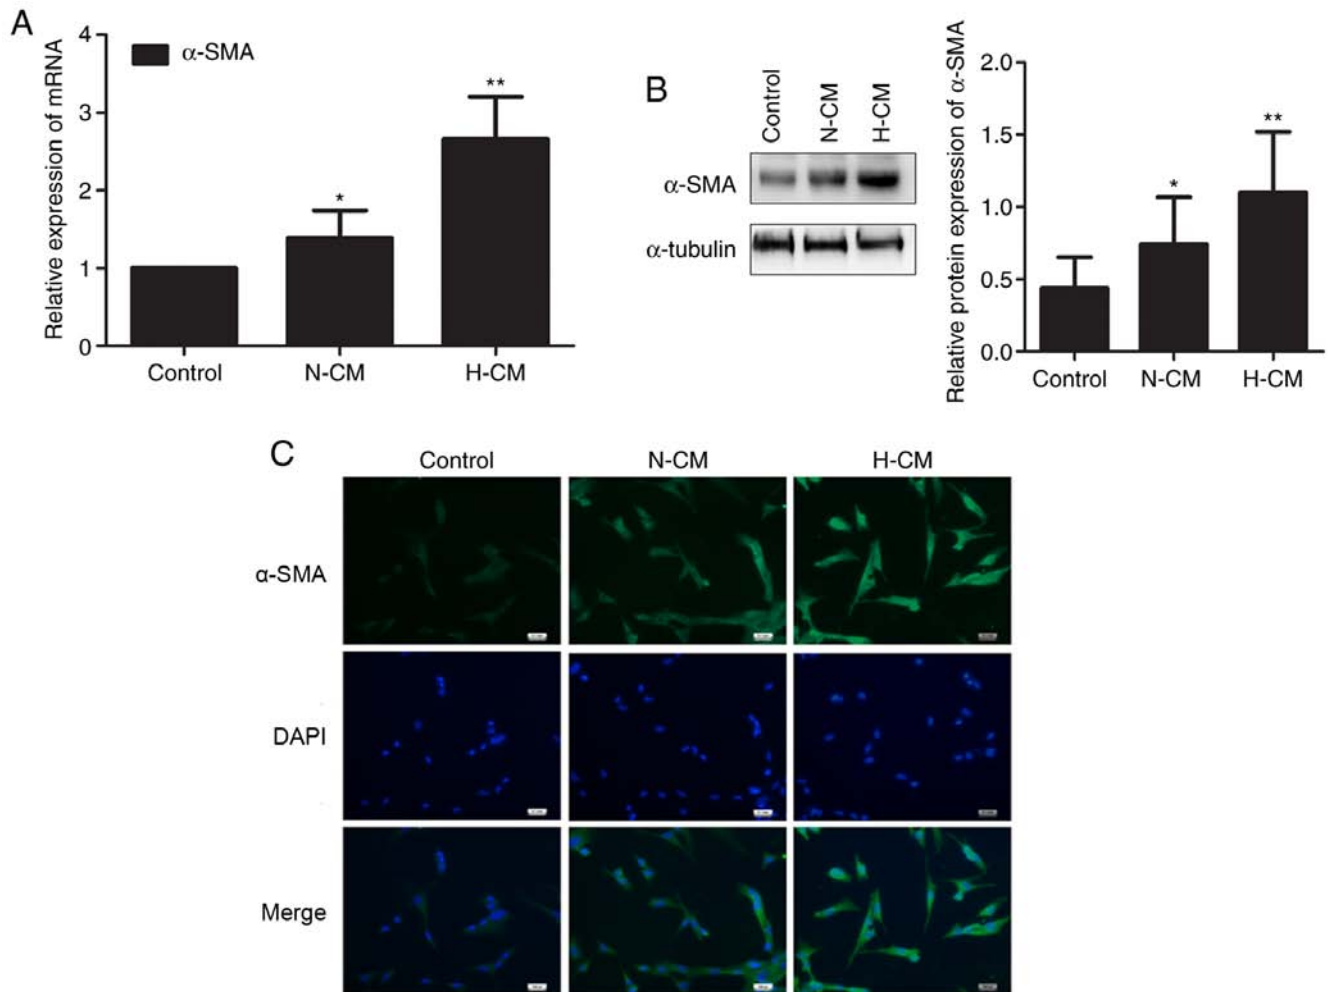 A
Relative expression of mRNA
4
3
2
1
0
α-SMA
*
**
Control
N-CM
H-CM
B
Control
N-CM
H-CM
α-SMA
α-tubulin
Relative protein expression of α-SMA
2.0
1.5
1.0
0.5
0.0
*
**
Control
N-CM
H-CM
C
Control
N-CM
H-CM
α-SMA
DAPI
Merge